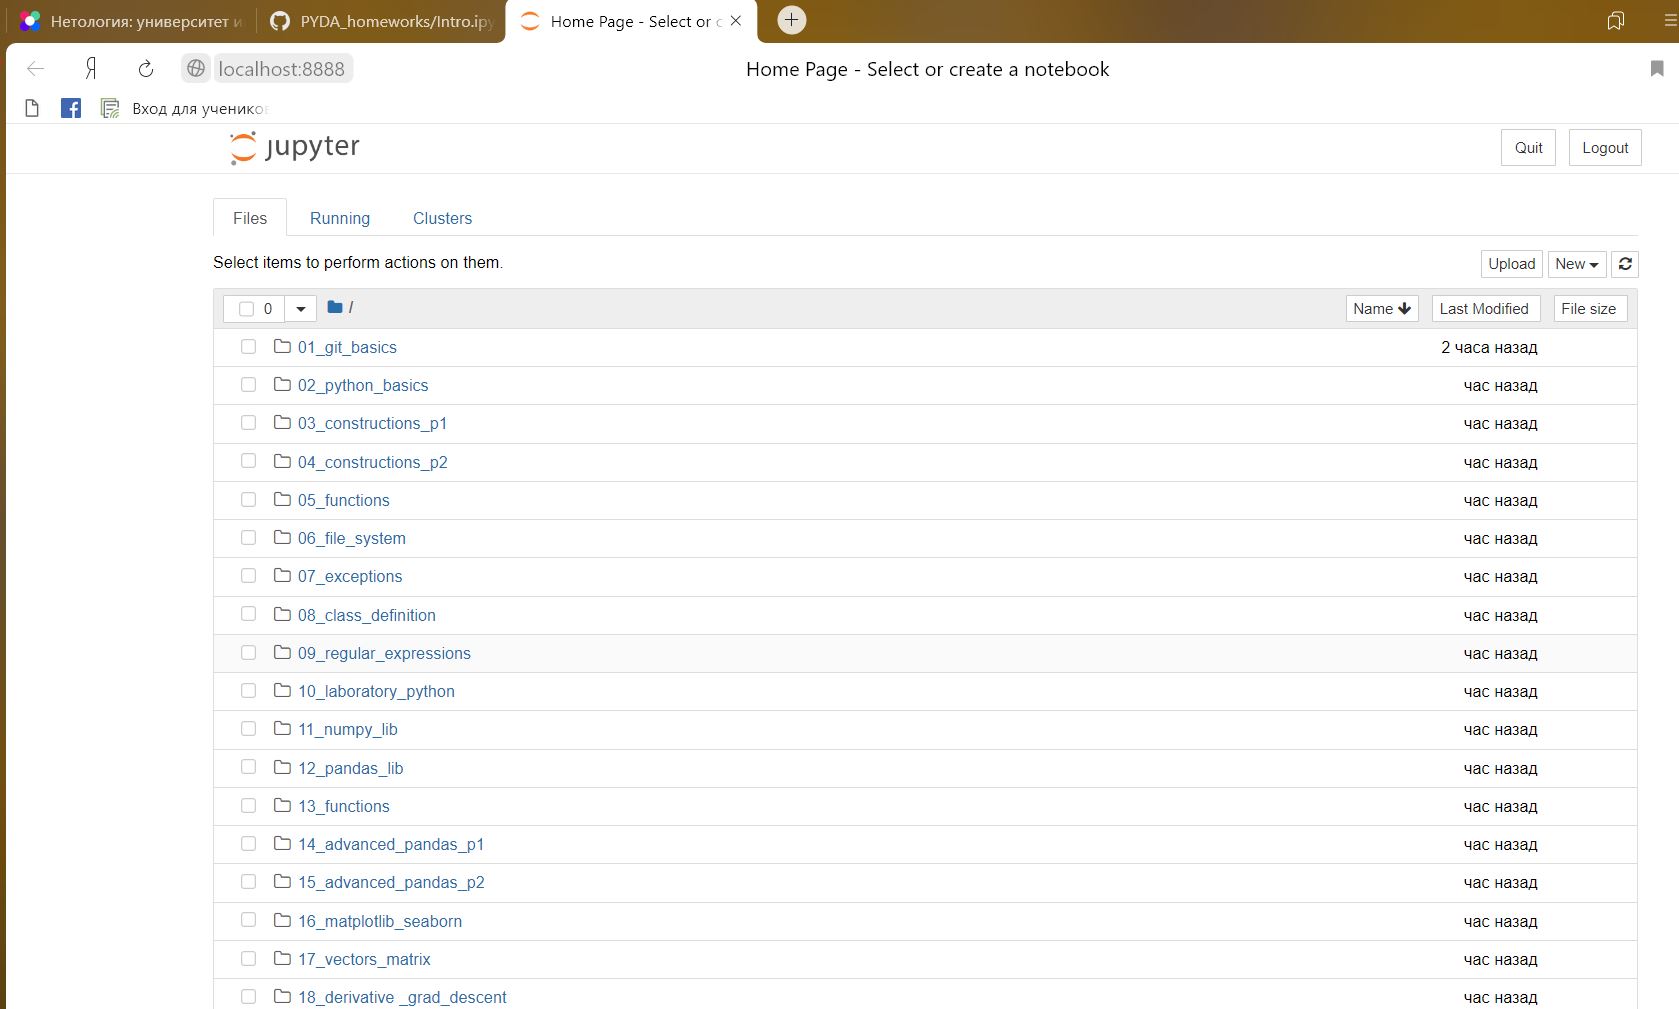 Нетология: университет и PYDA_homeworks/Intro.ipy Home Page - Select or c
localhost:8888 Home Page - Select or create a notebook
Вход для учеников
jupyter Quit Logout
Files Running Clusters
Select items to perform actions on them. Upload New
0 / Name Last Modified File size
01_git_basics 2 часа назад
02_python_basics час назад
03_constructions_p1 час назад
04_constructions_p2 час назад
05_functions час назад
06_file_system час назад
07_exceptions час назад
08_class_definition час назад
09_regular_expressions час назад
10_laboratory_python час назад
11_numpy_lib час назад
12_pandas_lib час назад
13_functions час назад
14_advanced_pandas_p1 час назад
15_advanced_pandas_p2 час назад
16_matplotlib_seaborn час назад
17_vectors_matrix час назад
18_derivative _grad_descent час назад